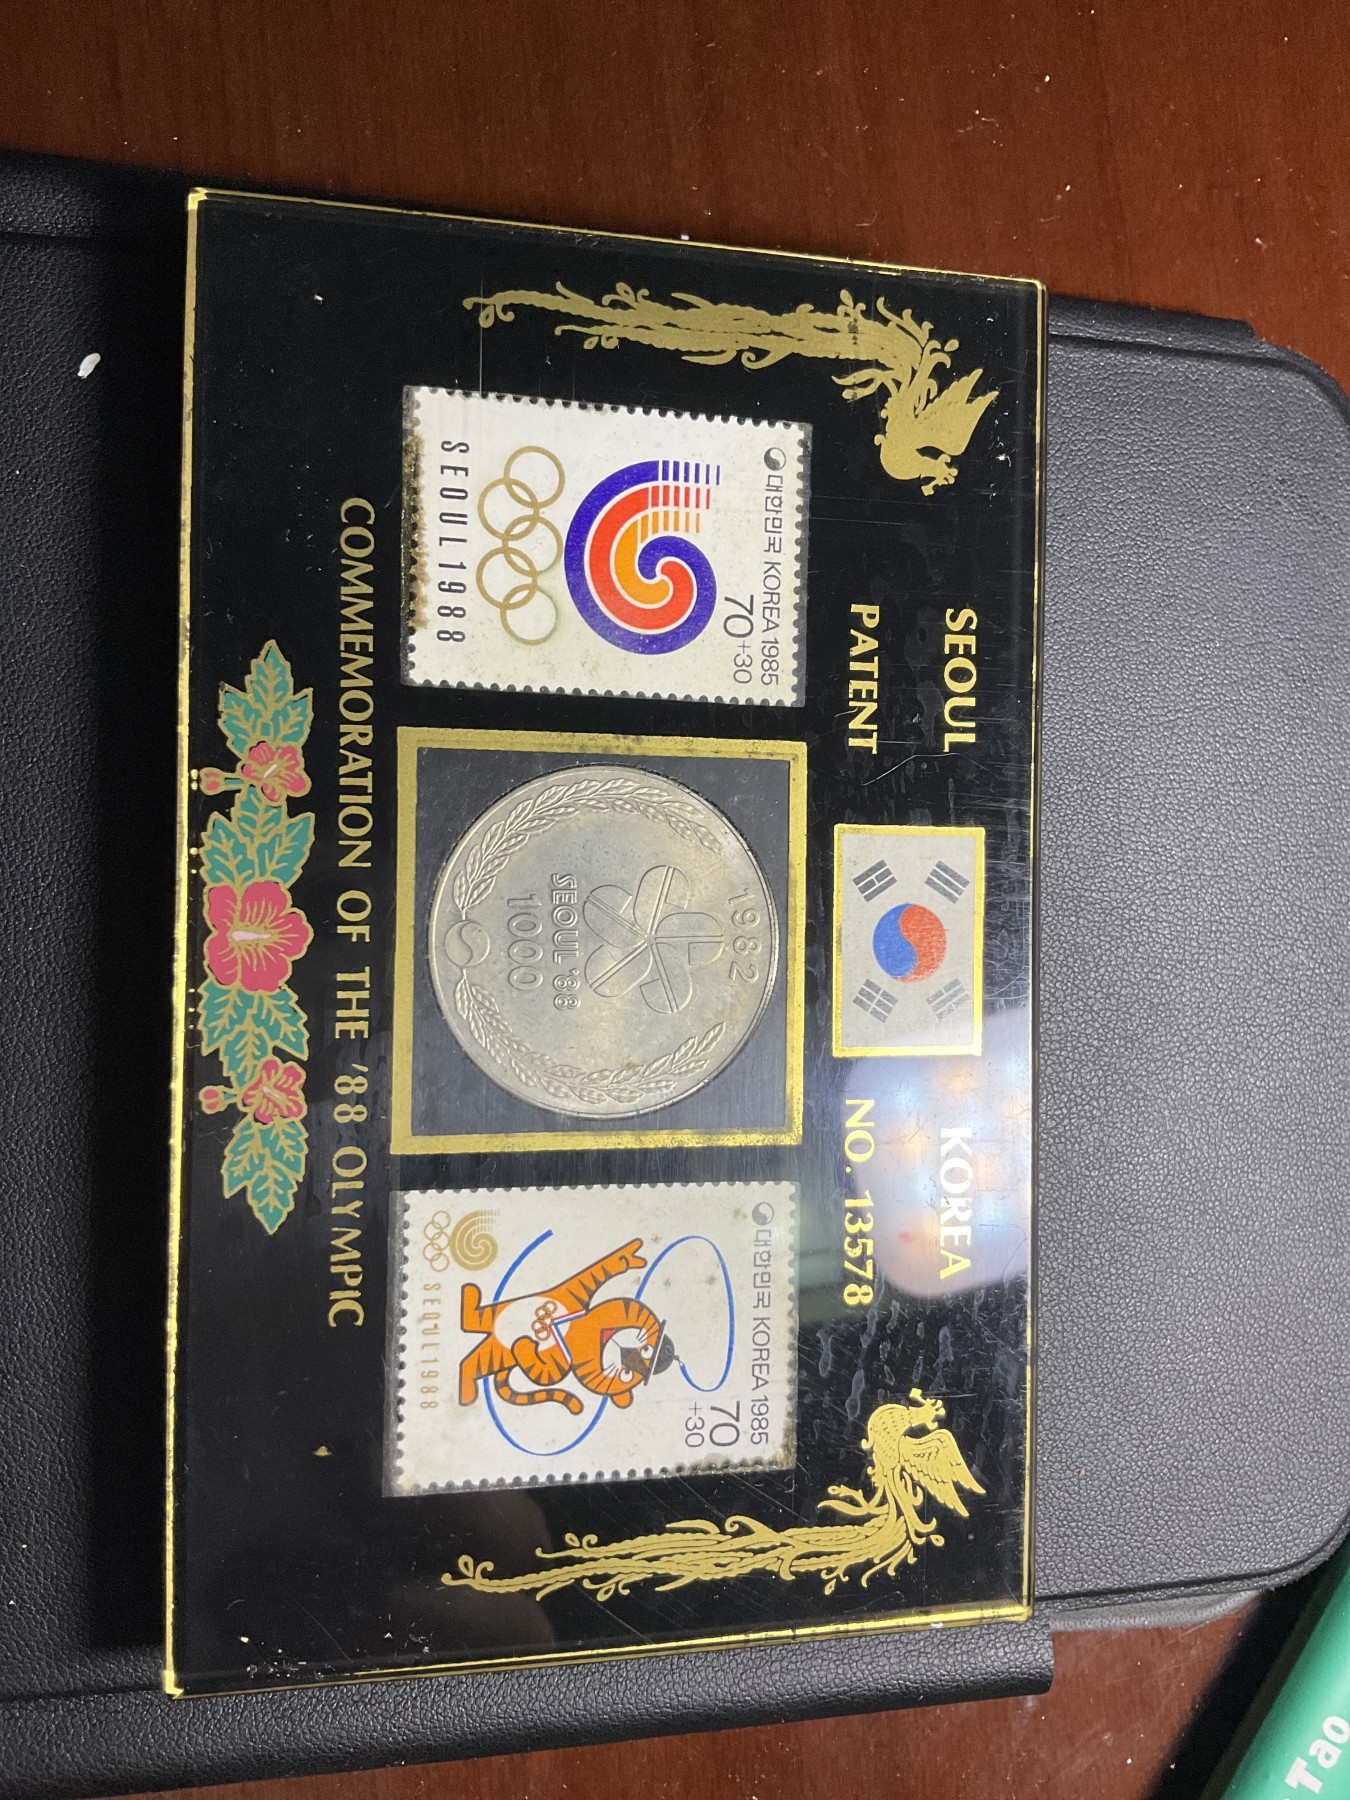 SEOUL KOREA
PATENT NO. 13578
대한민국 KOREA 1985
70+30
SEOUL 1988
1982
SEOUL '88
1000
대한민국 KOREA 1985
70
+30
SEOUL 1988
COMMEMORATION OF THE '88 OLYMPIC
Tao